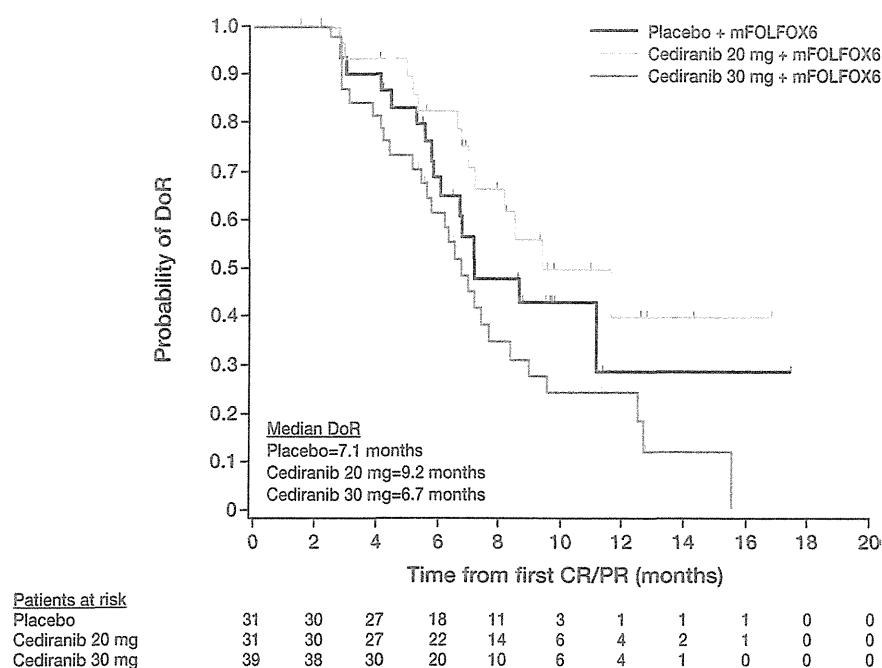 Placebo + mFOLFOX6
Cediranib 20 mg + mFOLFOX6
Cediranib 30 mg + mFOLFOX6
1.0
0.9
0.8
0.7
0.6
0.5
0.4
0.3
0.2
0.1
0
Probability of DoR
Median DoR
Placebo=7.1 months
Cediranib 20 mg=9.2 months
Cediranib 30 mg=6.7 months
0 2 4 6 8 10 12 14 16 18 20
Time from first CR/PR (months)
Patients at risk
Placebo 31 30 27 18 11 3 1 1 1 0 0
Cediranib 20 mg 31 30 27 22 14 6 4 2 1 0 0
Cediranib 30 mg 39 38 30 20 10 6 4 1 0 0 0